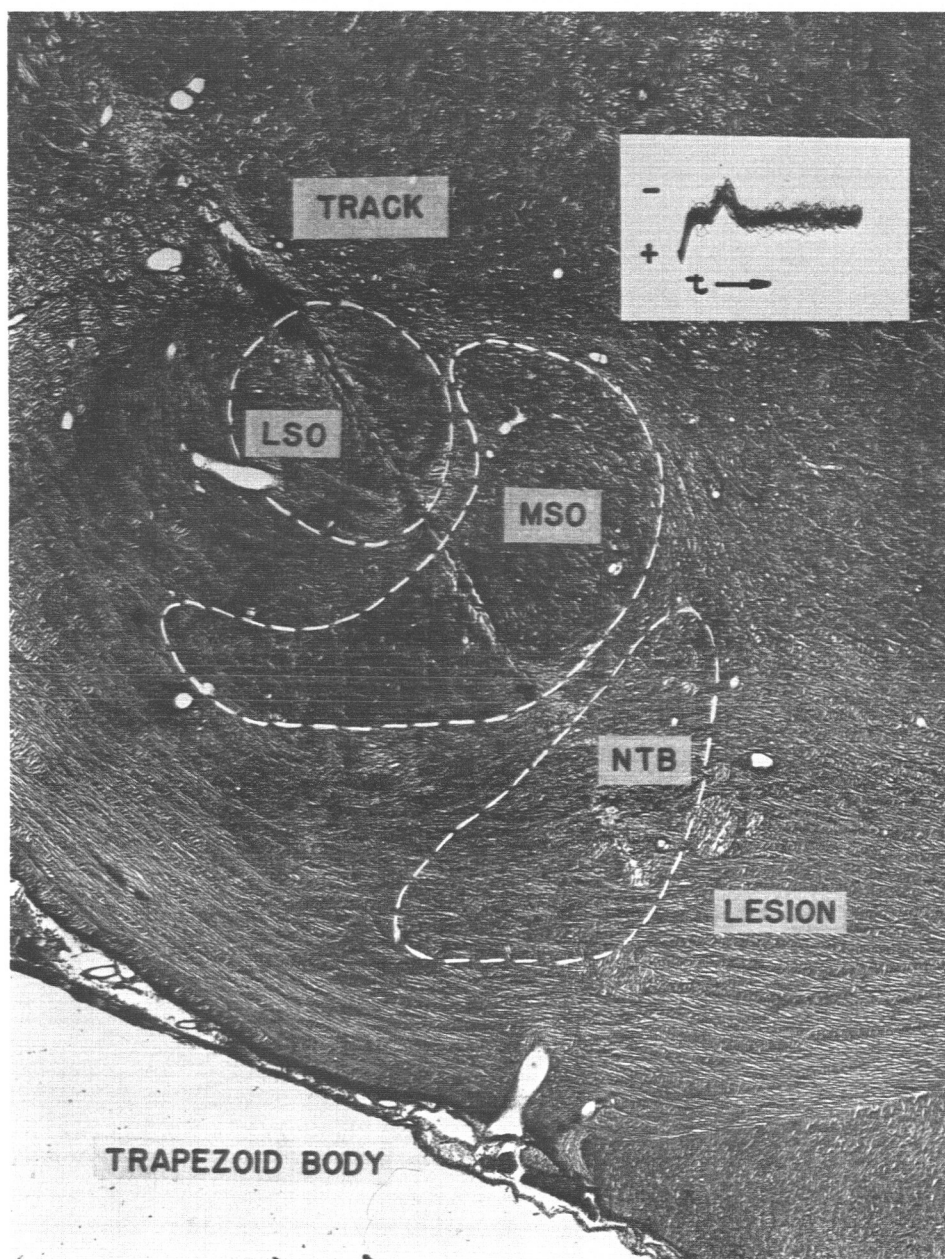 TRACK
-
+
t →
LSO
MSO
NTB
LESION
TRAPEZOID BODY